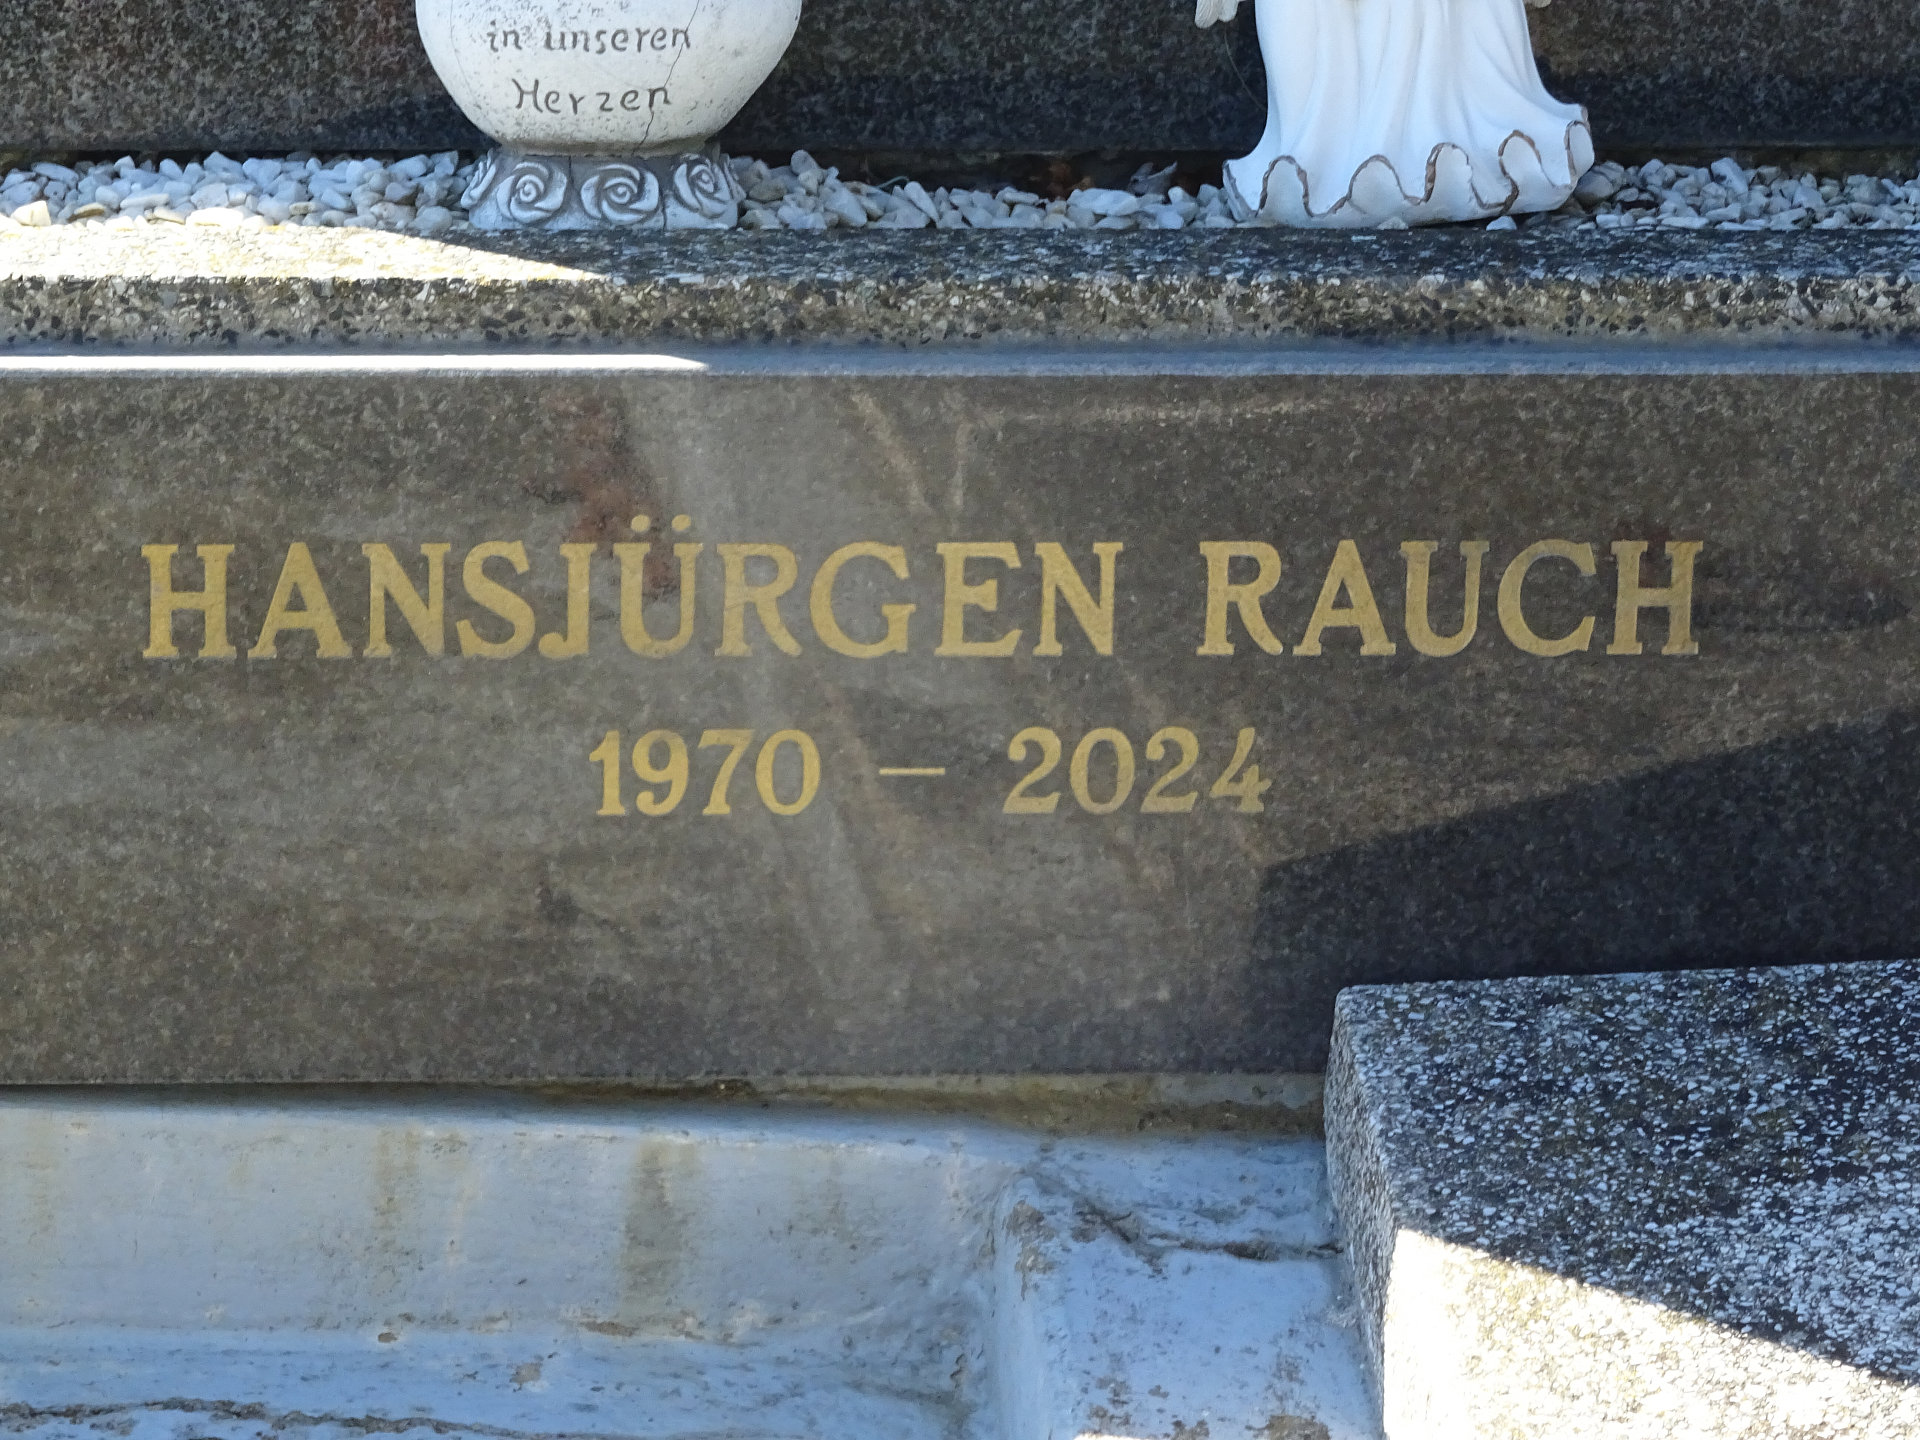 in unseren
Herzen
HANSJÜRGEN RAUCH
1970 – 2024